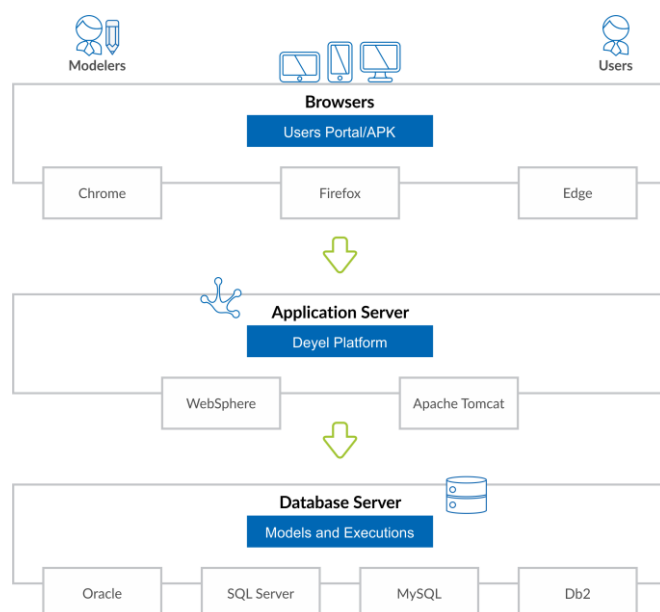 Modelers
Users
Browsers
Users Portal/APK
Chrome
Firefox
Edge
Application Server
Deyel Platform
WebSphere
Apache Tomcat
Database Server
Models and Executions
Oracle
SQL Server
MySQL
Db2